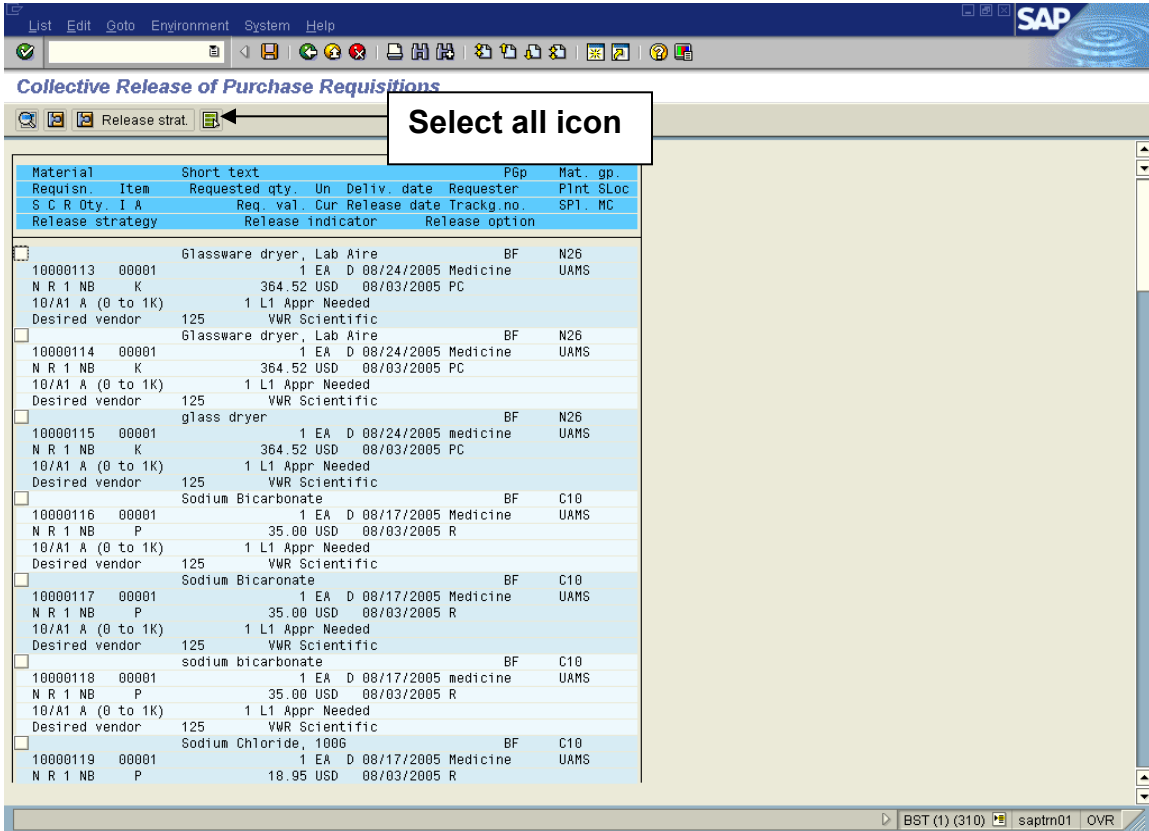 List Edit Goto Environment System Help
SAP
Collective Release of Purchase Requisitions
Release strat.
Select all icon
Material Short text PGp Mat. gp.
Requisn. Item Requested qty. Un Deliv. date Requester Plnt SLoc
S C R Oty. I A Req. val. Cur Release date Trackg.no. SPl. MC
Release strategy Release indicator Release option
Glassware dryer, Lab Aire BF N26
10000113 00001 1 EA D 08/24/2005 Medicine UAMS
N R 1 NB K 364.52 USD 08/03/2005 PC
10/A1 A (0 to 1K) 1 L1 Appr Needed
Desired vendor 125 VWR Scientific
Glassware dryer, Lab Aire BF N26
10000114 00001 1 EA D 08/24/2005 Medicine UAMS
N R 1 NB K 364.52 USD 08/03/2005 PC
10/A1 A (0 to 1K) 1 L1 Appr Needed
Desired vendor 125 VWR Scientific
glass dryer BF N26
10000115 00001 1 EA D 08/24/2005 medicine UAMS
N R 1 NB K 364.52 USD 08/03/2005 PC
10/A1 A (0 to 1K) 1 L1 Appr Needed
Desired vendor 125 VWR Scientific
Sodium Bicarbonate BF C10
10000116 00001 1 EA D 08/17/2005 Medicine UAMS
N R 1 NB P 35.00 USD 08/03/2005 R
10/A1 A (0 to 1K) 1 L1 Appr Needed
Desired vendor 125 VWR Scientific
Sodium Bicaronate BF C10
10000117 00001 1 EA D 08/17/2005 Medicine UAMS
N R 1 NB P 35.00 USD 08/03/2005 R
10/A1 A (0 to 1K) 1 L1 Appr Needed
Desired vendor 125 VWR Scientific
sodium bicarbonate BF C10
10000118 00001 1 EA D 08/17/2005 medicine UAMS
N R 1 NB P 35.00 USD 08/03/2005 R
10/A1 A (0 to 1K) 1 L1 Appr Needed
Desired vendor 125 VWR Scientific
Sodium Chloride, 100G BF C10
10000119 00001 1 EA D 08/17/2005 Medicine UAMS
N R 1 NB P 18.95 USD 08/03/2005 R
BST (1) (310) saptrn01 OVR